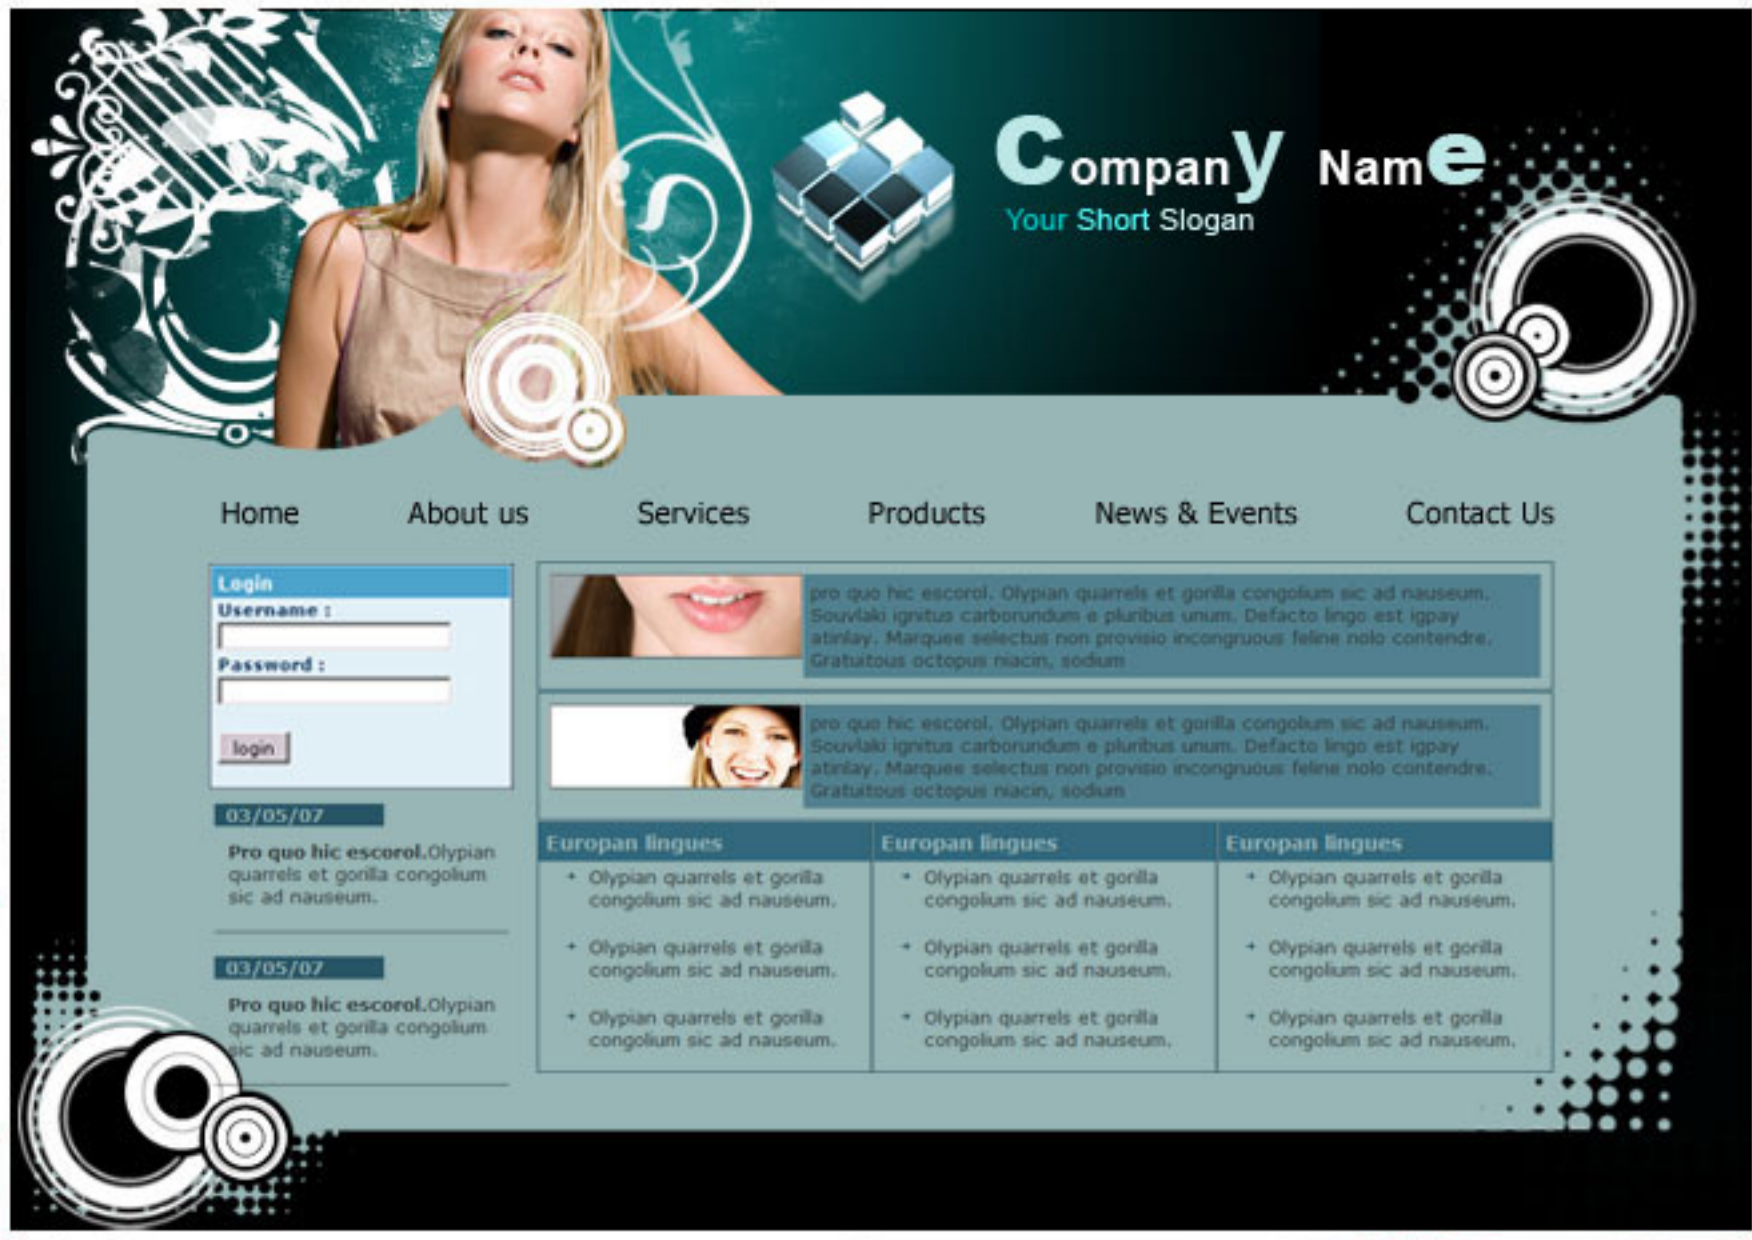 Company Name
Your Short Slogan
Home About us Services Products News & Events Contact Us
Login
Username :
Password :
login
03/05/07
Pro quo hic escorol.Olypian
quarrels et gorilla congolium
sic ad nauseum.
03/05/07
Pro quo hic escorol.Olypian
quarrels et gorilla congolium
sic ad nauseum.
pro quo hic escorol. Olypian quarrels et gorilla congolium sic ad nauseum.
Souvlaki ignitus carborundum e pluribus unum. Defacto lingo est igpay
atinlay. Marquee selectus non provisio incongruous feline nolo contendre.
Gratuitous octopus niacin, sodium
pro quo hic escorol. Olypian quarrels et gorilla congolium sic ad nauseum.
Souvlaki ignitus carborundum e pluribus unum. Defacto lingo est igpay
atinlay. Marquee selectus non provisio incongruous feline nolo contendre.
Gratuitous octopus niacin, sodium
Europan lingues
Olypian quarrels et gorilla
congolium sic ad nauseum.
Olypian quarrels et gorilla
congolium sic ad nauseum.
Olypian quarrels et gorilla
congolium sic ad nauseum.
Europan lingues
Olypian quarrels et gorilla
congolium sic ad nauseum.
Olypian quarrels et gorilla
congolium sic ad nauseum.
Olypian quarrels et gorilla
congolium sic ad nauseum.
Europan lingues
Olypian quarrels et gorilla
congolium sic ad nauseum.
Olypian quarrels et gorilla
congolium sic ad nauseum.
Olypian quarrels et gorilla
congolium sic ad nauseum.